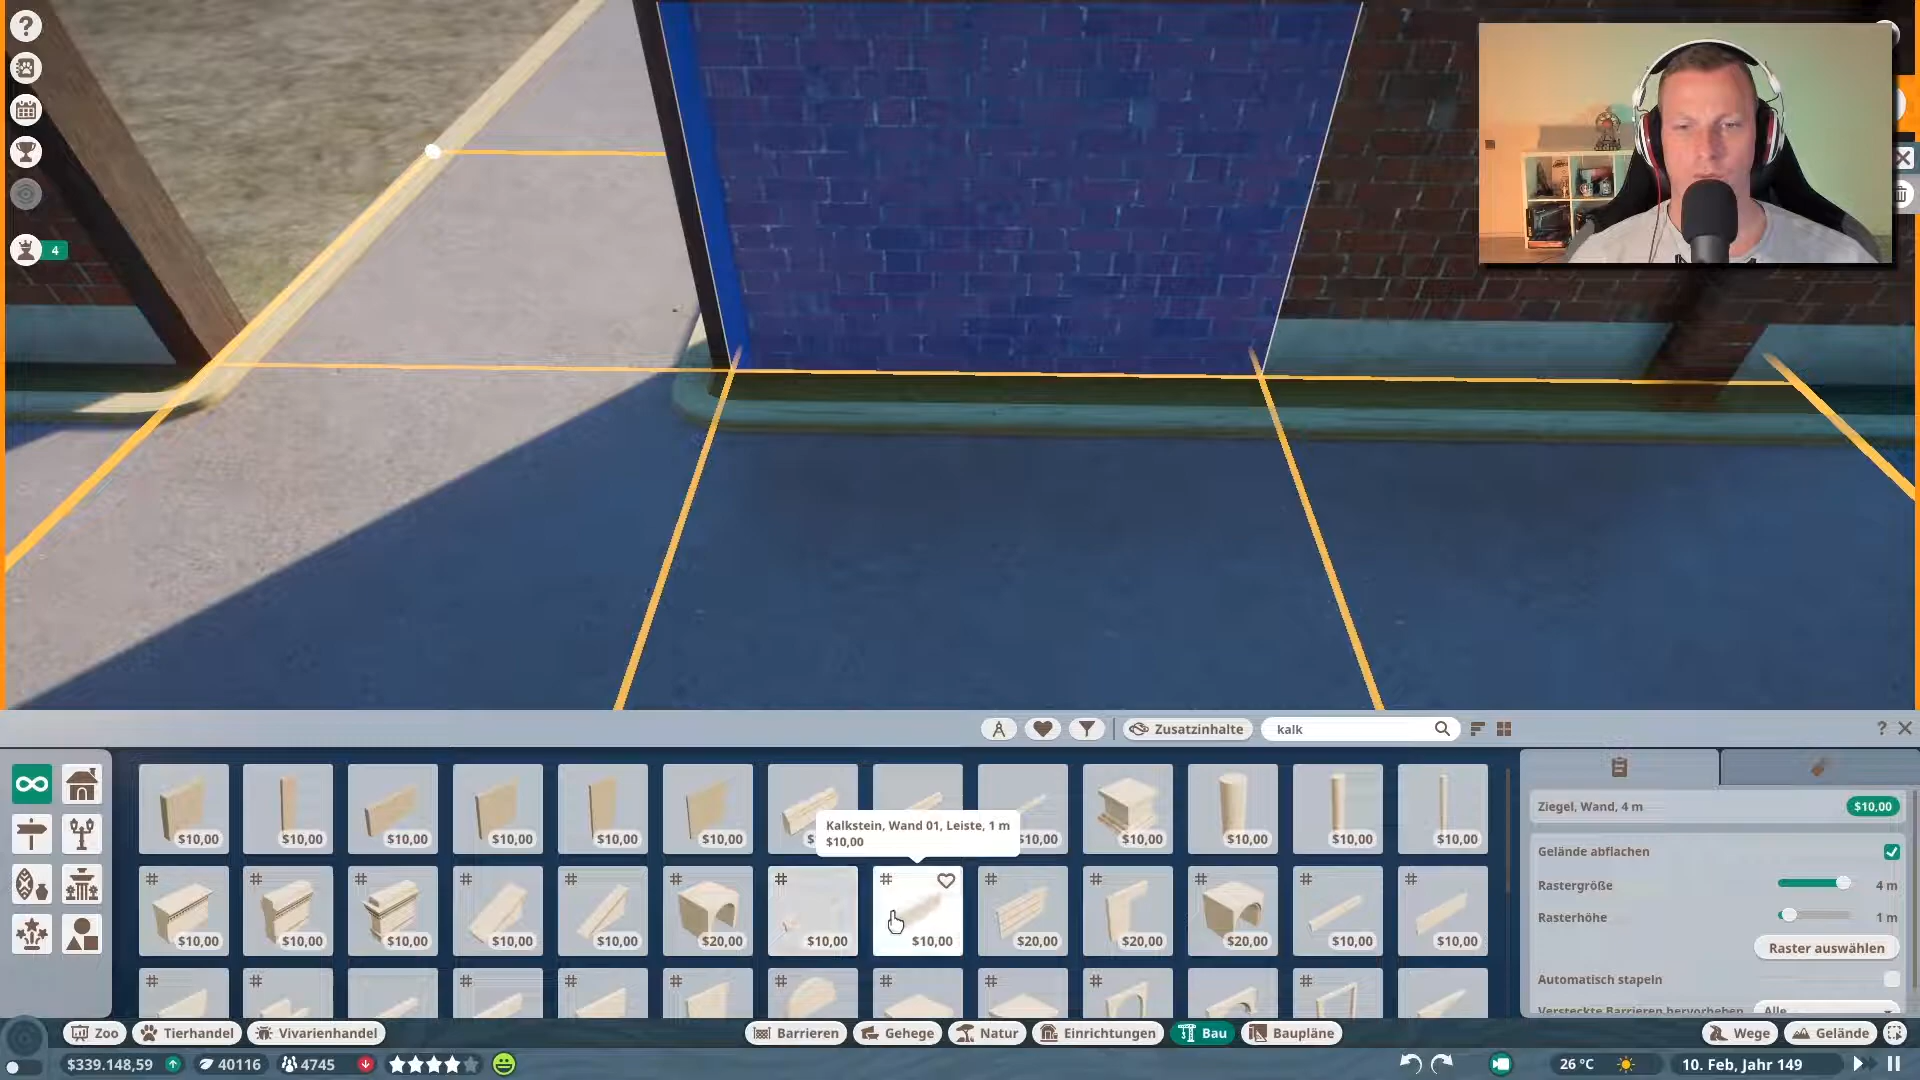 4
Zusatzinhalte
kalk
?
$10,00
$10,00
$10,00
$10,00
$10,00
$10,00
$10,00
$10,00
$10,00
$10,00
$10,00
Kalkstein, Wand 01, Leiste, 1 m
$10,00
$10,00
$10,00
$10,00
$10,00
$10,00
$20,00
$10,00
$10,00
$20,00
$20,00
$20,00
$10,00
$10,00
Ziegel, Wand, 4 m
$10,00
Gelände abflachen
Rastergröße
4 m
Rasterhöhe
1 m
Raster auswählen
Automatisch stapeln
Versteckte Barrieren hervorheben
Alle
Zoo
Tierhandel
Vivarienhandel
Barrieren
Gehege
Natur
Einrichtungen
Bau
Baupläne
Wege
Gelände
$339.148,59
40116
4745
26 °C
10. Feb, Jahr 149